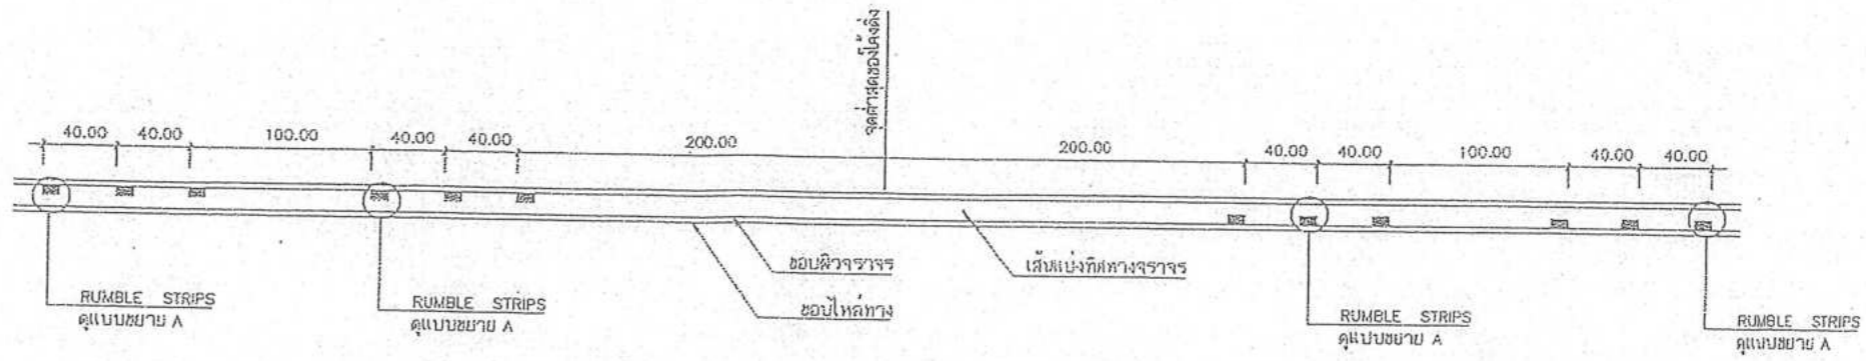 จุดต่ำสุดของโค้งดิ่ง
40.00 40.00 100.00 40.00 40.00 200.00 200.00 40.00 40.00 100.00 40.00 40.00
ขอบผิวจราจร
เส้นแบ่งทิศทางจราจร
ขอบไหล่ทาง
RUMBLE STRIPS
ดูแบบขยาย A
RUMBLE STRIPS
ดูแบบขยาย A
RUMBLE STRIPS
ดูแบบขยาย A
RUMBLE STRIPS
ดูแบบขยาย A